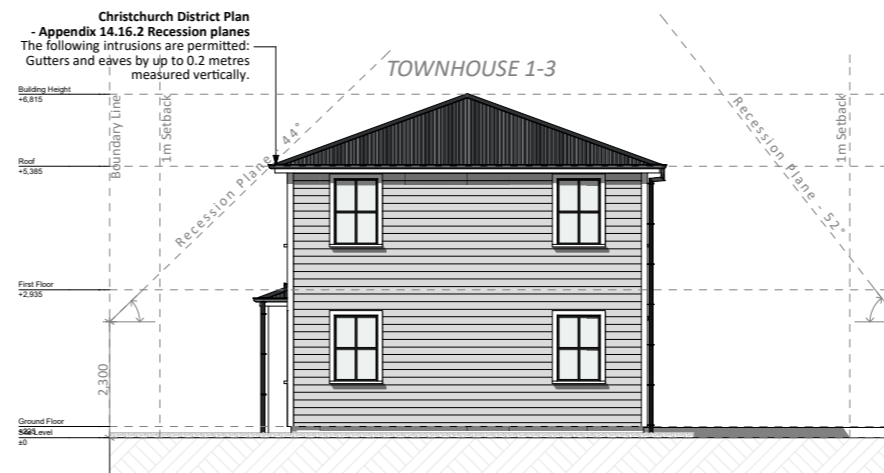 Christchurch District Plan
- Appendix 14.16.2 Recession planes
The following intrusions are permitted:
Gutters and eaves by up to 0.2 metres
measured vertically.
TOWNHOUSE 1-3
Building Height
+6,815
Boundary Line
1m Setback
Recession Plane - 44°
Recession Plane - 52°
1m Setback
Roof
+5,385
First Floor
+2,935
2,300
Ground Floor
Site Level
±0